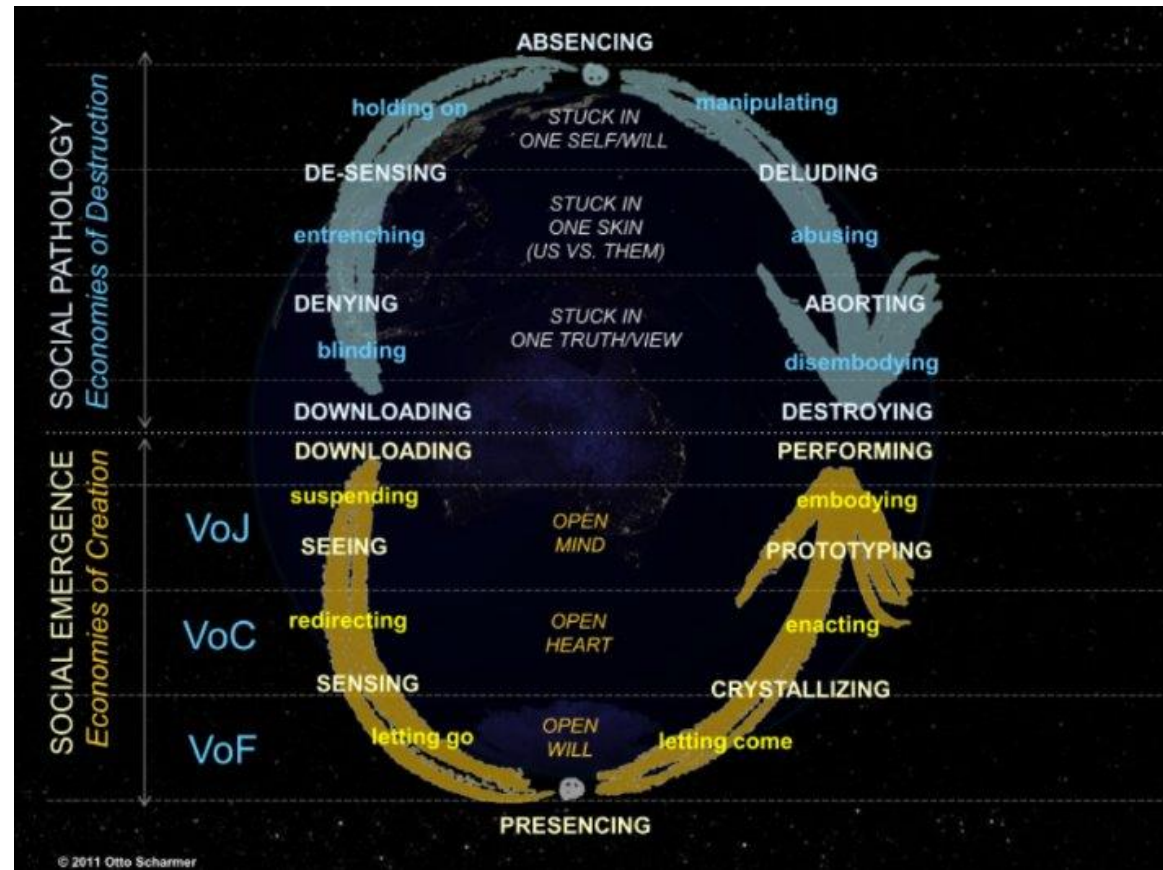 ABSENCING
holding on
manipulating
STUCK IN
ONE SELF/WILL
DE-SENSING
DELUDING
STUCK IN
ONE SKIN
(US VS. THEM)
entrenching
abusing
DENYING
ABORTING
STUCK IN
ONE TRUTH/VIEW
blinding
disembodying
DOWNLOADING
DESTROYING
SOCIAL PATHOLOGY
Economies of Destruction
DOWNLOADING
PERFORMING
suspending
embodying
VoJ
OPEN
MIND
SEEING
PROTOTYPING
redirecting
enacting
VoC
OPEN
HEART
SENSING
CRYSTALLIZING
letting go
OPEN
WILL
letting come
VoF
PRESENCING
SOCIAL EMERGENCE
Economies of Creation
© 2011 Otto Scharmer